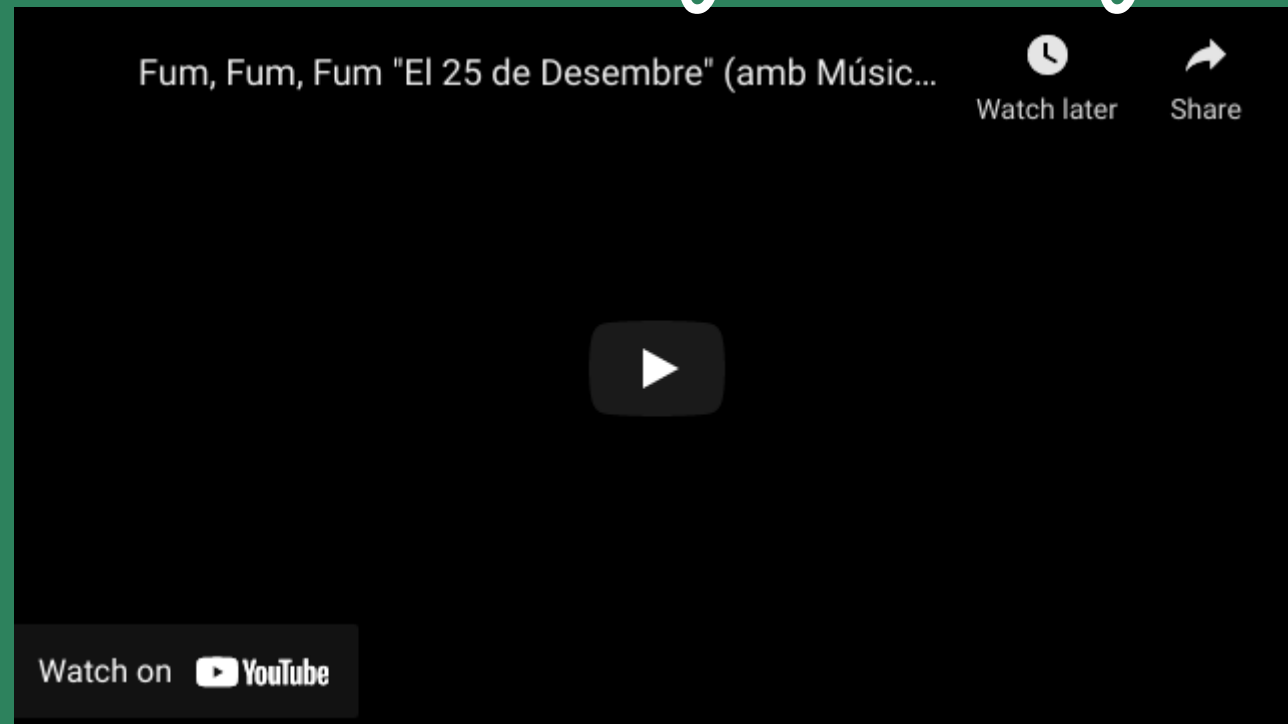 Fum, Fum, Fum "El 25 de Desembre" (amb Músic...
Watch later
Share
Watch on YouTube